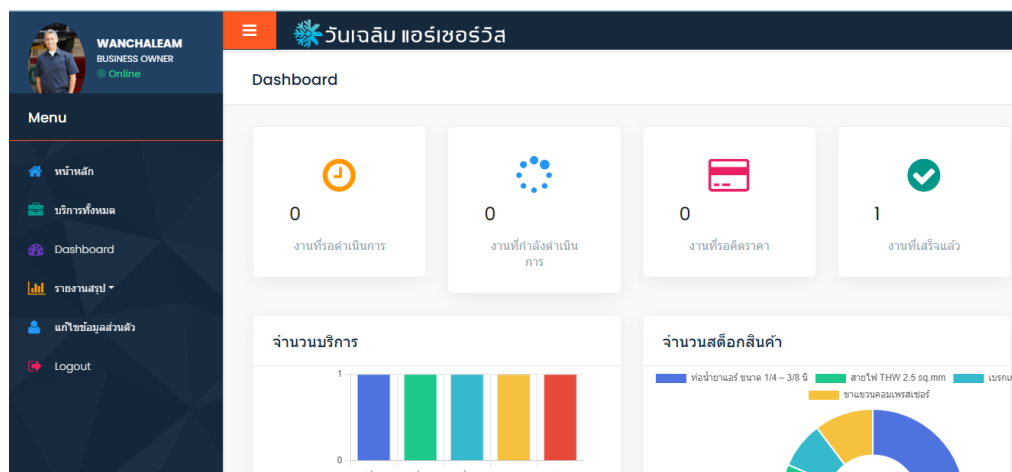 WANCHALEAM
BUSINESS OWNER
Online
Menu
หน้าหลัก
บริการทั้งหมด
Dashboard
รายงานสรุป
แก้ไขข้อมูลส่วนตัว
Logout
วันเฉลิม แอร์เซอร์วิส
Dashboard
0
งานที่รอดำเนินการ
0
งานที่กำลังดำเนิน
การ
0
งานที่รอคิดราคา
1
งานที่เสร็จแล้ว
จำนวนบริการ
1
0
จำนวนสต็อกสินค้า
ท่อน้ำยาแอร์ ขนาด 1/4 – 3/8 นิ
สายไฟ THW 2.5 sq.mm
ขาแขวนคอมเพรสเซอร์